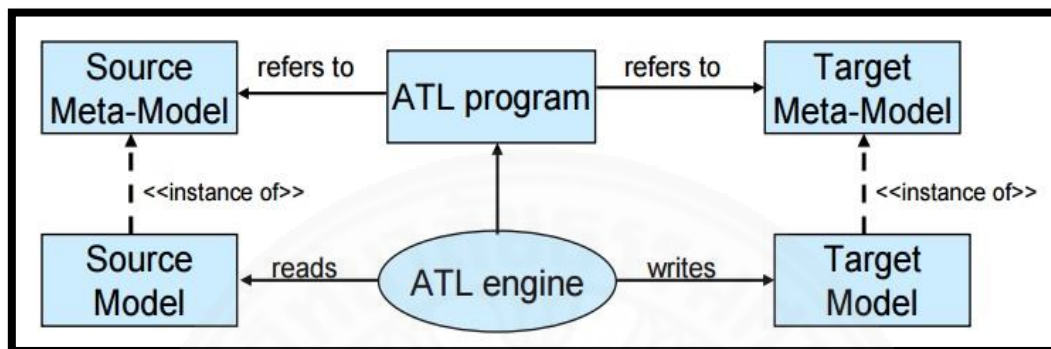 Source
Meta-Model
refers to
ATL program
refers to
Target
Meta-Model
<<instance of>>
<<instance of>>
Source
Model
reads
ATL engine
writes
Target
Model